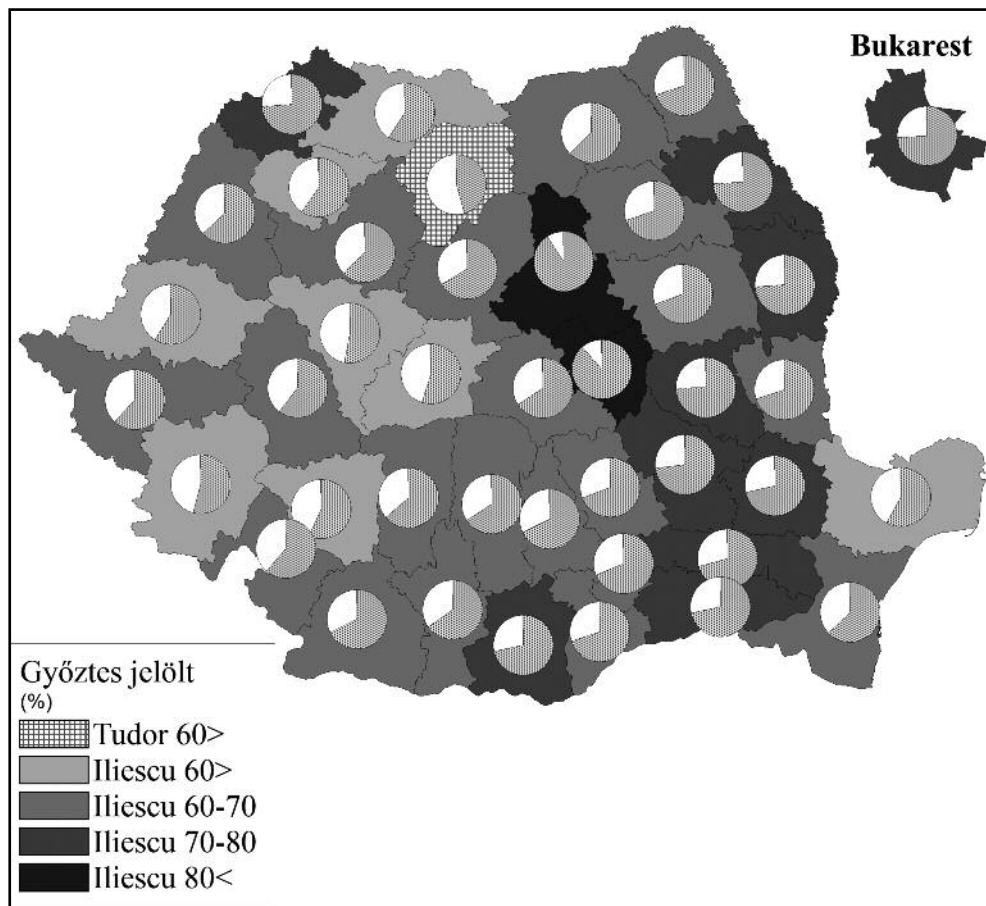 Bukarest
Győztes jelölt
(%)
Tudor 60>
Iliescu 60>
Iliescu 60-70
Iliescu 70-80
Iliescu 80<